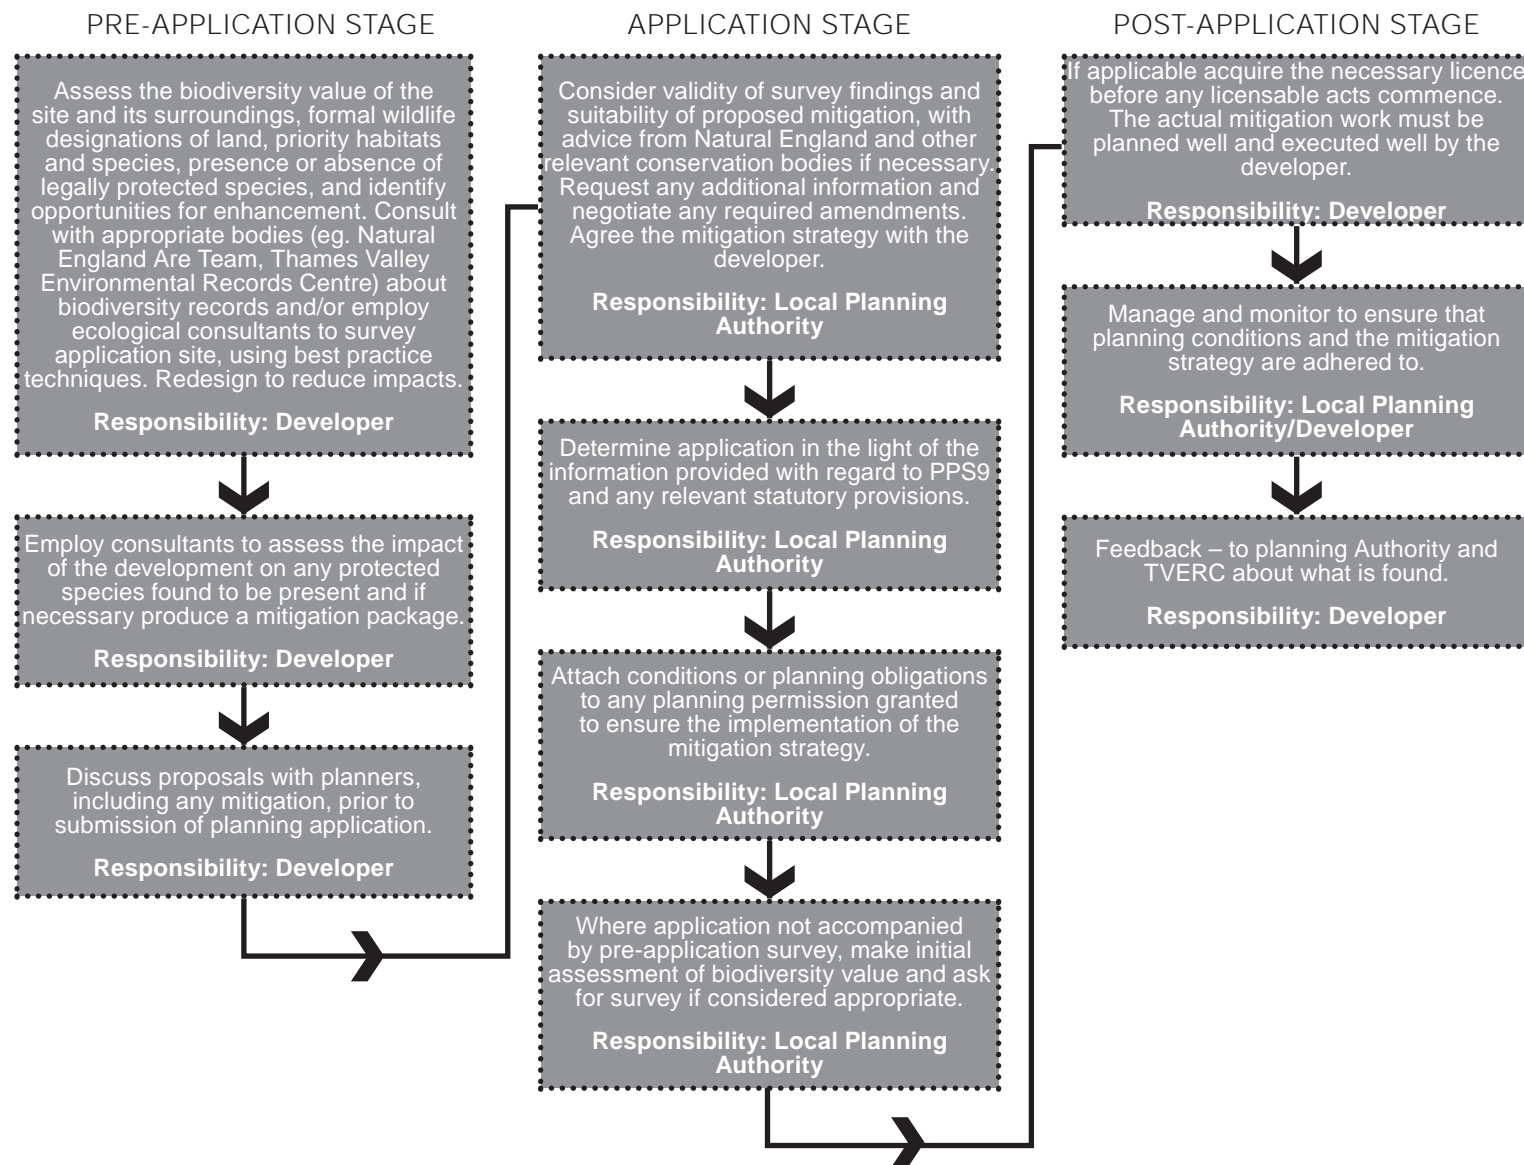 PRE-APPLICATION STAGE
Assess the biodiversity value of the
site and its surroundings, formal wildlife
designations of land, priority habitats
and species, presence or absence of
legally protected species, and identify
opportunities for enhancement. Consult
with appropriate bodies (eg. Natural
England Are Team, Thames Valley
Environmental Records Centre) about
biodiversity records and/or employ
ecological consultants to survey
application site, using best practice
techniques. Redesign to reduce impacts.
Responsibility: Developer
Employ consultants to assess the impact
of the development on any protected
species found to be present and if
necessary produce a mitigation package.
Responsibility: Developer
Discuss proposals with planners,
including any mitigation, prior to
submission of planning application.
Responsibility: Developer
APPLICATION STAGE
Consider validity of survey findings and
suitability of proposed mitigation, with
advice from Natural England and other
relevant conservation bodies if necessary.
Request any additional information and
negotiate any required amendments.
Agree the mitigation strategy with the
developer.
Responsibility: Local Planning
Authority
Determine application in the light of the
information provided with regard to PPS9
and any relevant statutory provisions.
Responsibility: Local Planning
Authority
Attach conditions or planning obligations
to any planning permission granted
to ensure the implementation of the
mitigation strategy.
Responsibility: Local Planning
Authority
Where application not accompanied
by pre-application survey, make initial
assessment of biodiversity value and ask
for survey if considered appropriate.
Responsibility: Local Planning
Authority
POST-APPLICATION STAGE
If applicable acquire the necessary licence
before any licensable acts commence.
The actual mitigation work must be
planned well and executed well by the
developer.
Responsibility: Developer
Manage and monitor to ensure that
planning conditions and the mitigation
strategy are adhered to.
Responsibility: Local Planning
Authority/Developer
Feedback – to planning Authority and
TVERC about what is found.
Responsibility: Developer